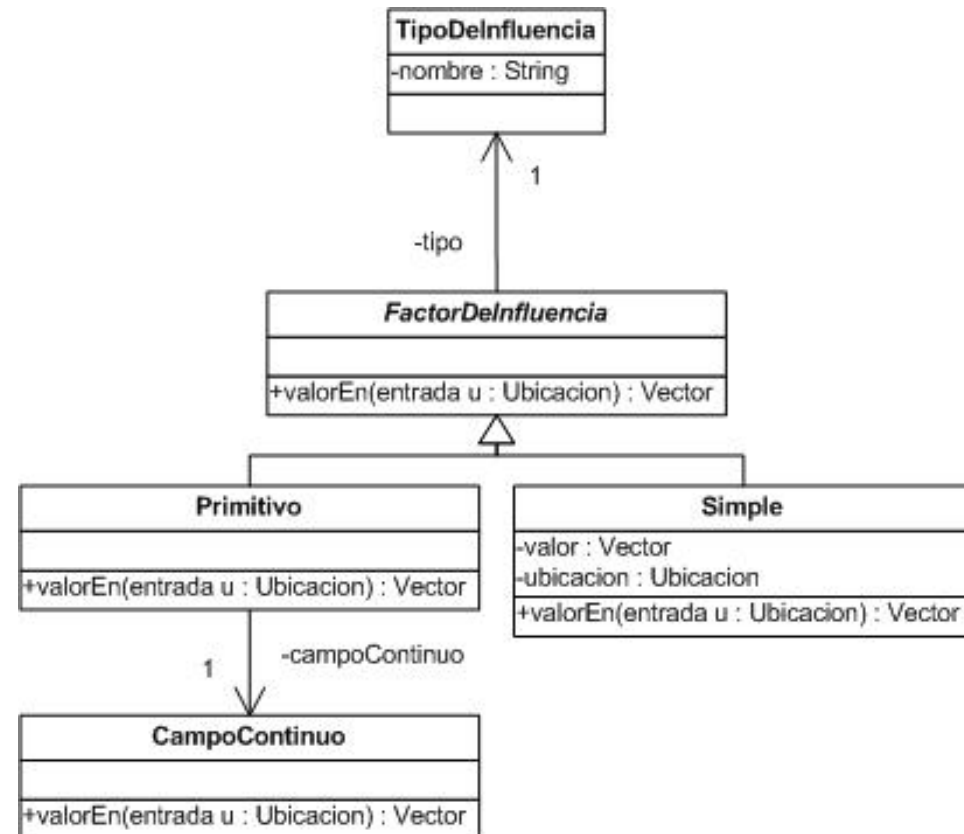 TipoDeInfluencia
-nombre : String
1
-tipo
FactorDeInfluencia
+valorEn(entrada u : Ubicacion) : Vector
Primitivo
+valorEn(entrada u : Ubicacion) : Vector
Simple
-valor : Vector
-ubicacion : Ubicacion
+valorEn(entrada u : Ubicacion) : Vector
-campoContinuo
1
CampoContinuo
+valorEn(entrada u : Ubicacion) : Vector